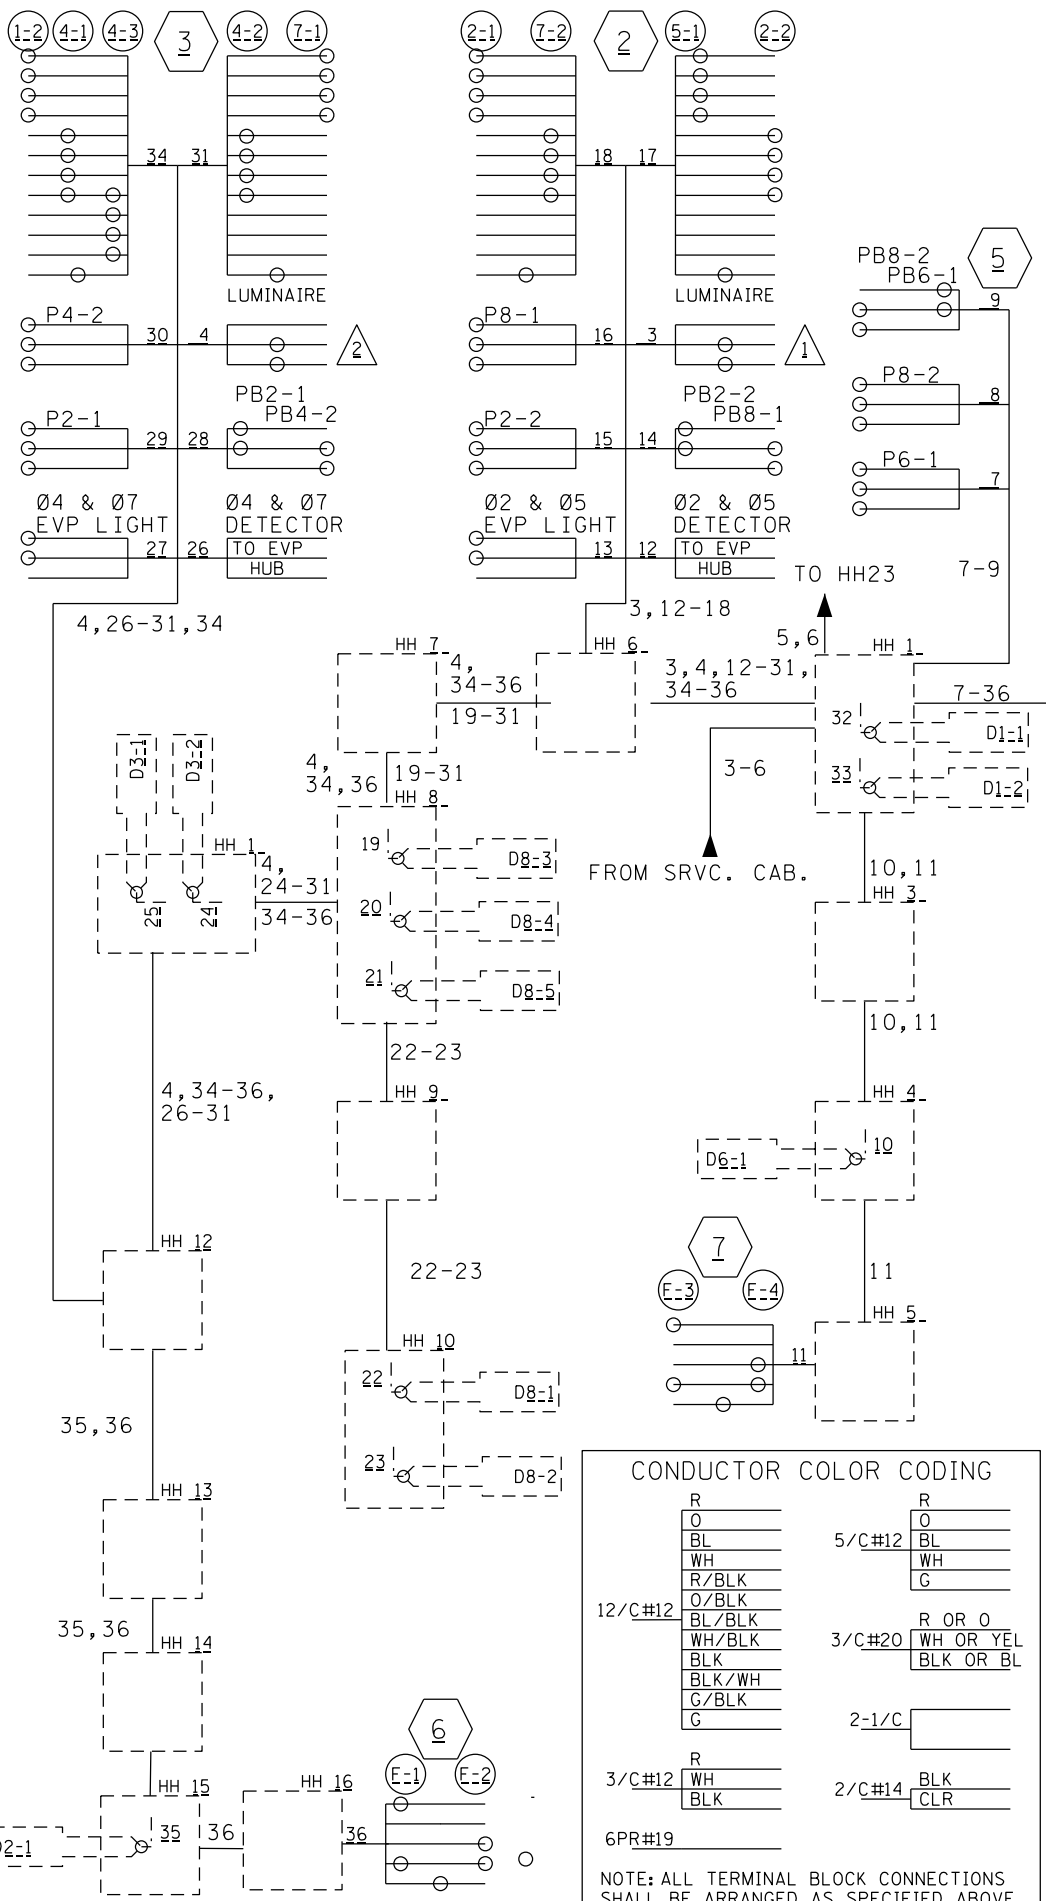 1-2 4-1 4-3 3 4-2 7-1
34 31
LUMINAIRE
P4-2
30 4
2
PB2-1
PB4-2
P2-1
29 28
Ø4 & Ø7
EVP LIGHT
Ø4 & Ø7
DETECTOR
27 26
TO EVP
HUB
4,26-31,34
2-1 7-2 2 5-1 2-2
18 17
LUMINAIRE
P8-1
16 3
1
PB2-2
PB8-1
P2-2
15 14
Ø2 & Ø5
EVP LIGHT
Ø2 & Ø5
DETECTOR
13 12
TO EVP
HUB
3,12-18
5
PB8-2
PB6-1
9
P8-2
8
P6-1
7
7-9
TO HH23
5,6
HH 1
3,4,12-31,
34-36
7-36
32
D1-1
33
D1-2
3-6
FROM SRVC. CAB.
HH 6
HH 7
4,
34-36
19-31
4,
34,36
19-31
HH 8
19
D8-3
20
D8-4
21
D8-5
D3-1
D3-2
HH 1
25
24
4,
24-31
34-36
10,11
HH 3
10,11
HH 4
D6-1
10
11
HH 5
7
F-3 F-4
11
22-23
HH 9
22-23
HH 10
22
D8-1
23
D8-2
4,34-36,
26-31
HH 12
35,36
HH 13
35,36
HH 14
HH 15
35
2-1
36
HH 16
36
6
F-1 F-2
CONDUCTOR COLOR CODING
12/C#12
R
O
BL
WH
R/BLK
O/BLK
BL/BLK
WH/BLK
BLK
BLK/WH
G/BLK
G
5/C#12
R
O
BL
WH
G
3/C#20
R OR O
WH OR YEL
BLK OR BL
2-1/C
3/C#12
R
WH
BLK
2/C#14
BLK
CLR
6PR#19
NOTE: ALL TERMINAL BLOCK CONNECTIONS
SHALL BE ARRANGED AS SPECIFIED ABOVE